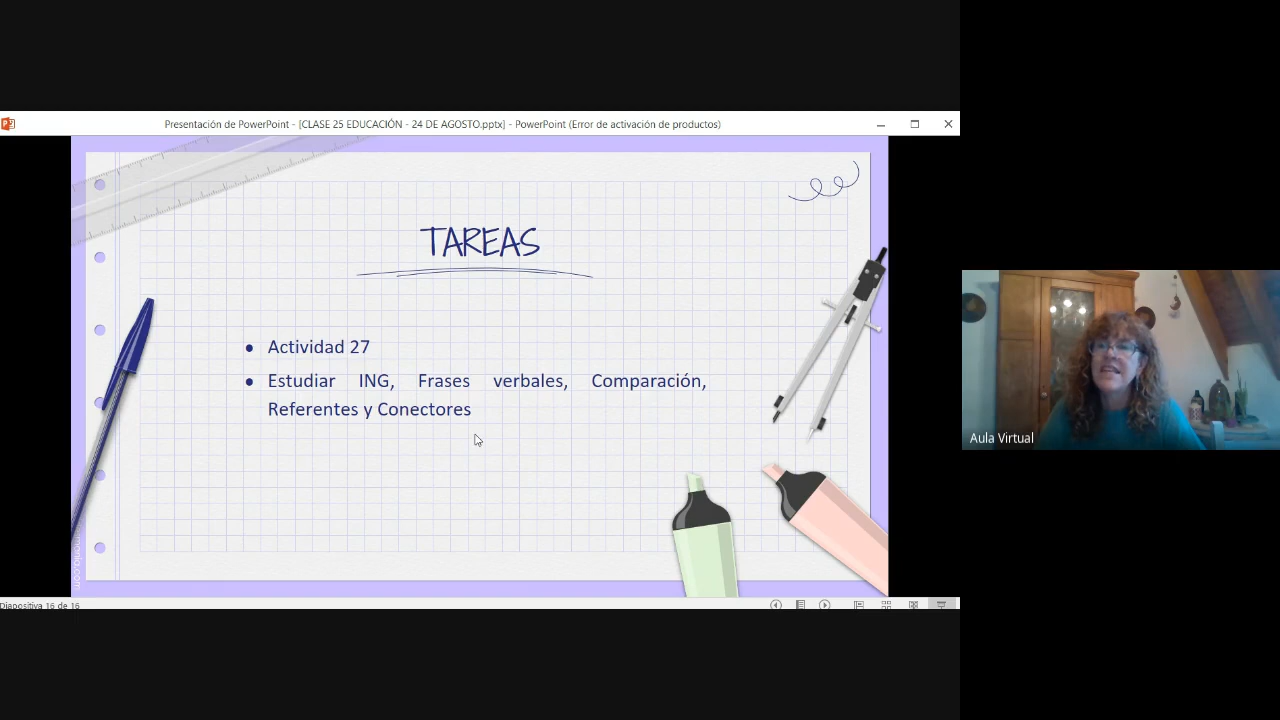 Presentación de PowerPoint - [CLASE 25 EDUCACIÓN - 24 DE AGOSTO.pptx] - PowerPoint (Error de activación de productos)
TAREAS
● Actividad 27
● Estudiar ING, Frases verbales, Comparación,
Referentes y Conectores
Aula Virtual
Diapositiva 16 de 16